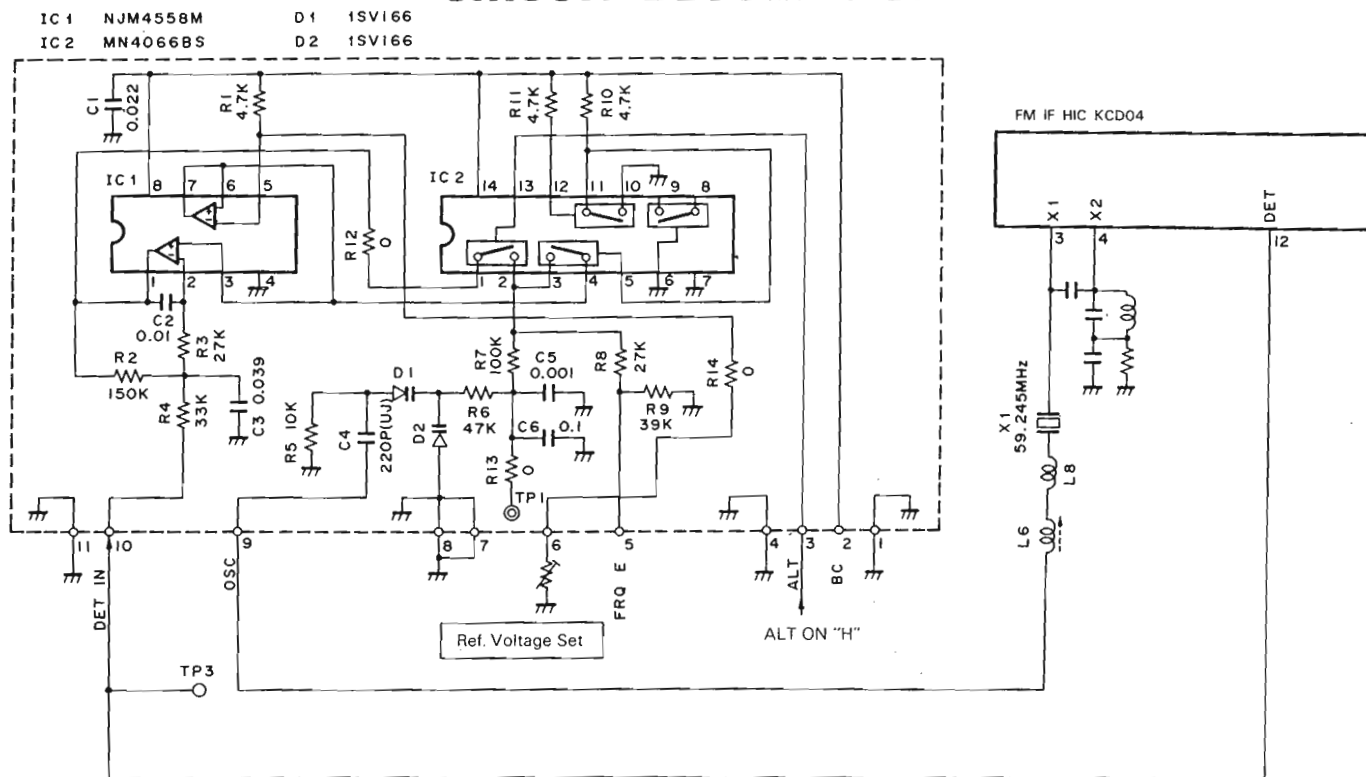 IC1 NJM4558M D1 1SV166
IC2 MN4066BS D2 1SV166
C1 0.022
R1 4.7K
R11 4.7K
R10 4.7K
FM IF HIC KCD04
IC1
8 7 6 5
IC2
14 13 12 11 10 9 8
X1 X2 DET
3 4 12
R12 0
1 2 3 4
1 2 3 4 5 6 7
C2 0.01
R3 27K
R2 150K
R4 33K
C3 0.039
R5 10K
C4 220P(UJ)
D1
D2
R6 47K
R7 100K
C5 0.001
C6 0.1
R8 27K
R9 39K
R14 0
R13 0
TP1
X1 59.245MHz
L8
L6
11 10 9 8 7 6 5 4 3 2 1
DET IN
OSC
FRQ E
ALT
BC
Ref. Voltage Set
ALT ON "H"
TP3